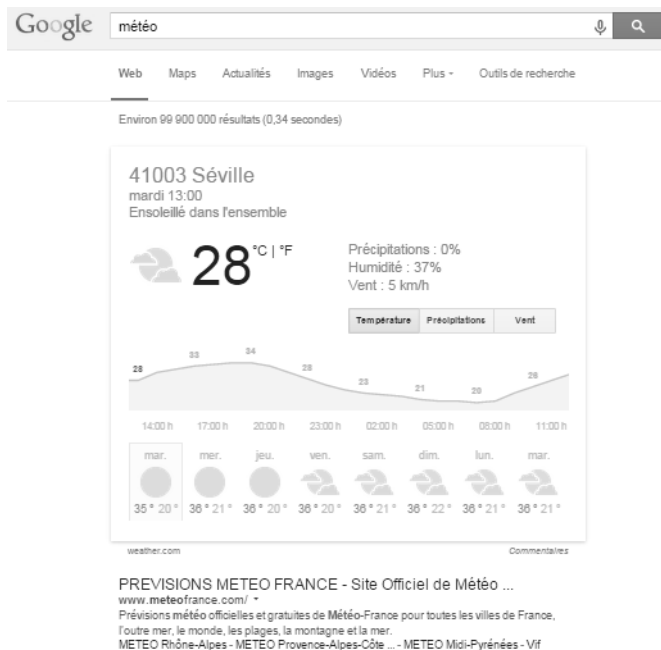 Google météo
Web Maps Actualités Images Vidéos Plus Outils de recherche
Environ 99 900 000 résultats (0,34 secondes)
41003 Séville
mardi 13:00
Ensoleillé dans l'ensemble
28 °C | °F
Précipitations : 0%
Humidité : 37%
Vent : 5 km/h
Température Précipitations Vent
28 33 34 28 23 21 20 26
14:00 h 17:00 h 20:00 h 23:00 h 02:00 h 05:00 h 08:00 h 11:00 h
mar. mer. jeu. ven. sam. dim. lun. mar.
35 ° 20 ° 36 ° 21 ° 36 ° 20 ° 36 ° 20 ° 36 ° 21 ° 36 ° 22 ° 36 ° 21 ° 36 ° 21 °
weather.com Commentaires
PREVISIONS METEO FRANCE - Site Officiel de Météo ...
www.meteofrance.com/
Prévisions météo officielles et gratuites de Météo-France pour toutes les villes de France,
l'outre mer, le monde, les plages, la montagne et la mer.
METEO Rhône-Alpes - METEO Provence-Alpes-Côte ... - METEO Midi-Pyrénées - Vif